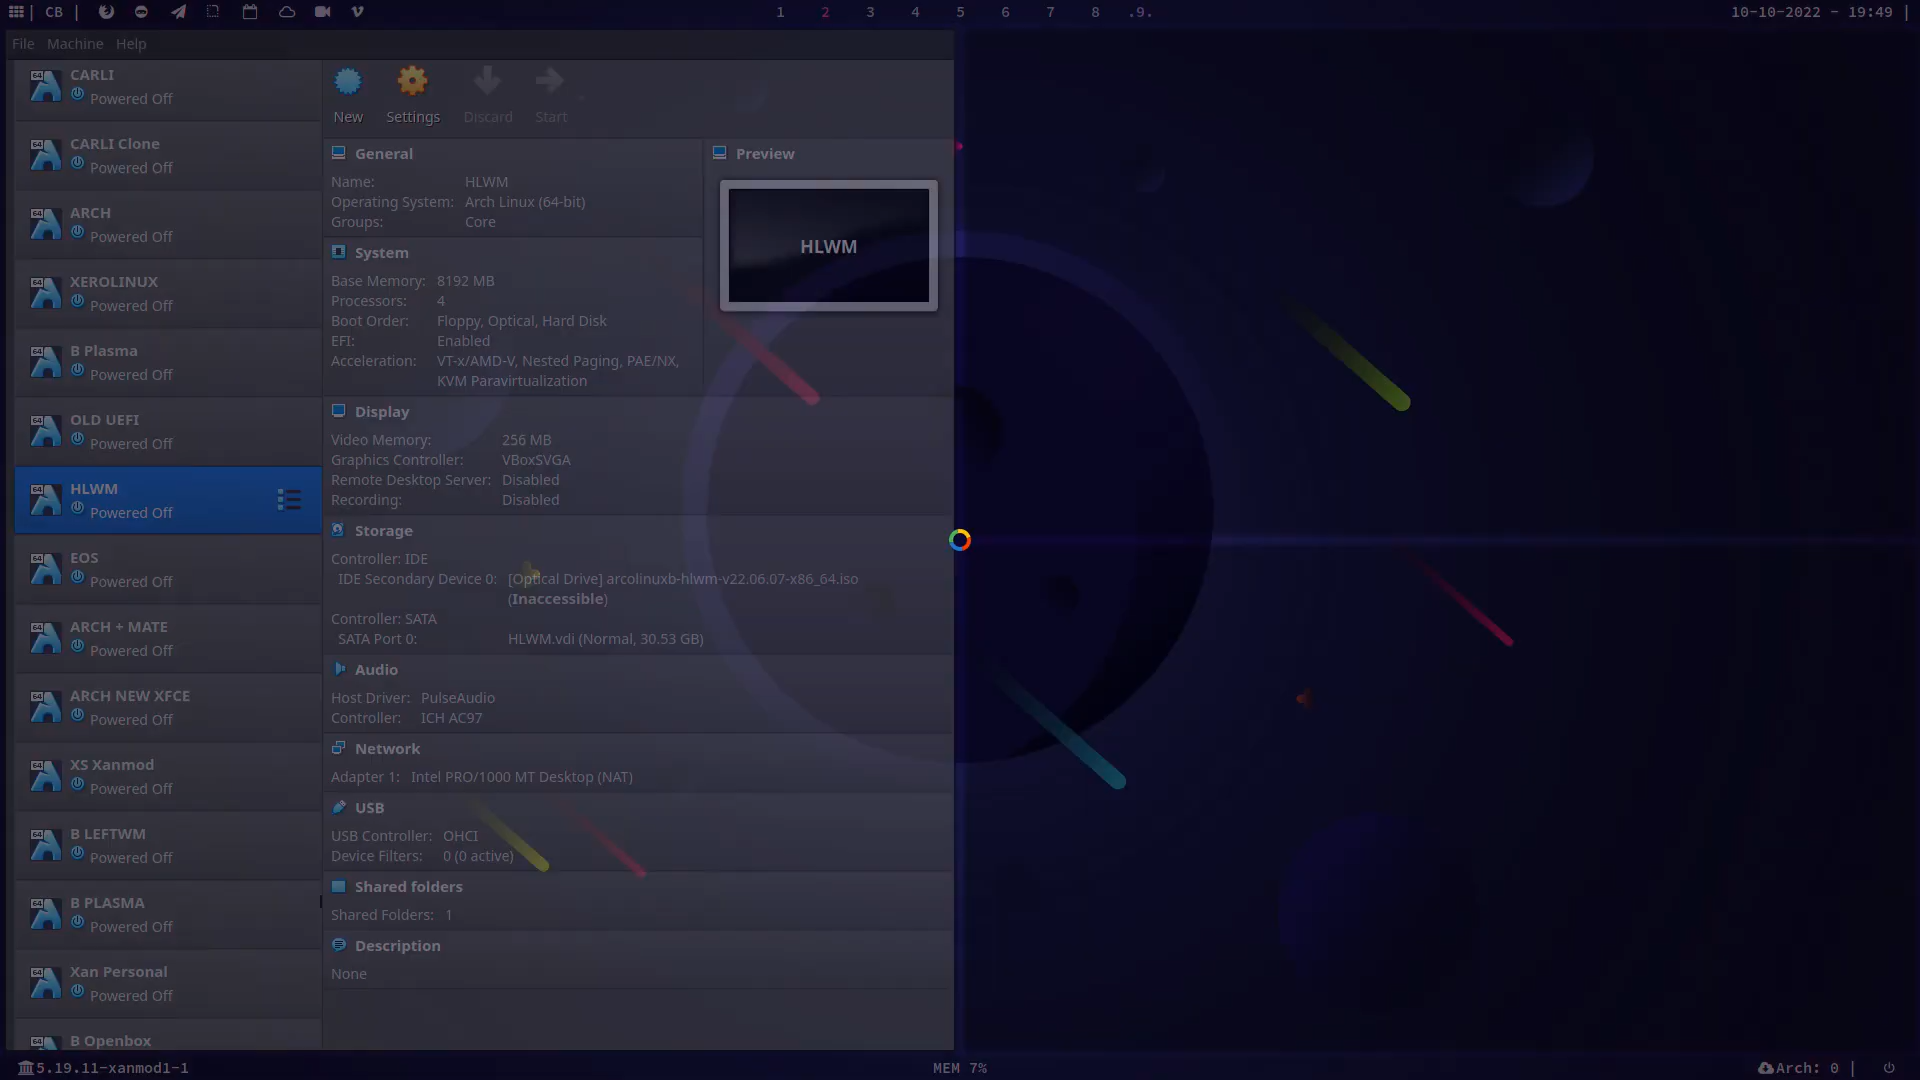 | CB |
1 2 3 4 5 6 7 8 .9.
10-10-2022 - 19:49 |
File Machine Help
CARLI
Powered Off
CARLI Clone
Powered Off
ARCH
Powered Off
XEROLINUX
Powered Off
B Plasma
Powered Off
OLD UEFI
Powered Off
HLWM
Powered Off
EOS
Powered Off
ARCH + MATE
Powered Off
ARCH NEW XFCE
Powered Off
XS Xanmod
Powered Off
B LEFTWM
Powered Off
B PLASMA
Powered Off
Xan Personal
Powered Off
B Openbox
New Settings Discard Start
General
Name: HLWM
Operating System: Arch Linux (64-bit)
Groups: Core
System
Base Memory: 8192 MB
Processors: 4
Boot Order: Floppy, Optical, Hard Disk
EFI: Enabled
Acceleration: VT-x/AMD-V, Nested Paging, PAE/NX,
KVM Paravirtualization
Preview
HLWM
Display
Video Memory: 256 MB
Graphics Controller: VBoxSVGA
Remote Desktop Server: Disabled
Recording: Disabled
Storage
Controller: IDE
IDE Secondary Device 0: [Optical Drive] arcolinuxb-hlwm-v22.06.07-x86_64.iso
(Inaccessible)
Controller: SATA
SATA Port 0: HLWM.vdi (Normal, 30.53 GB)
Audio
Host Driver: PulseAudio
Controller: ICH AC97
Network
Adapter 1: Intel PRO/1000 MT Desktop (NAT)
USB
USB Controller: OHCI
Device Filters: 0 (0 active)
Shared folders
Shared Folders: 1
Description
None
5.19.11-xanmod1-1
MEM 7%
Arch: 0 |